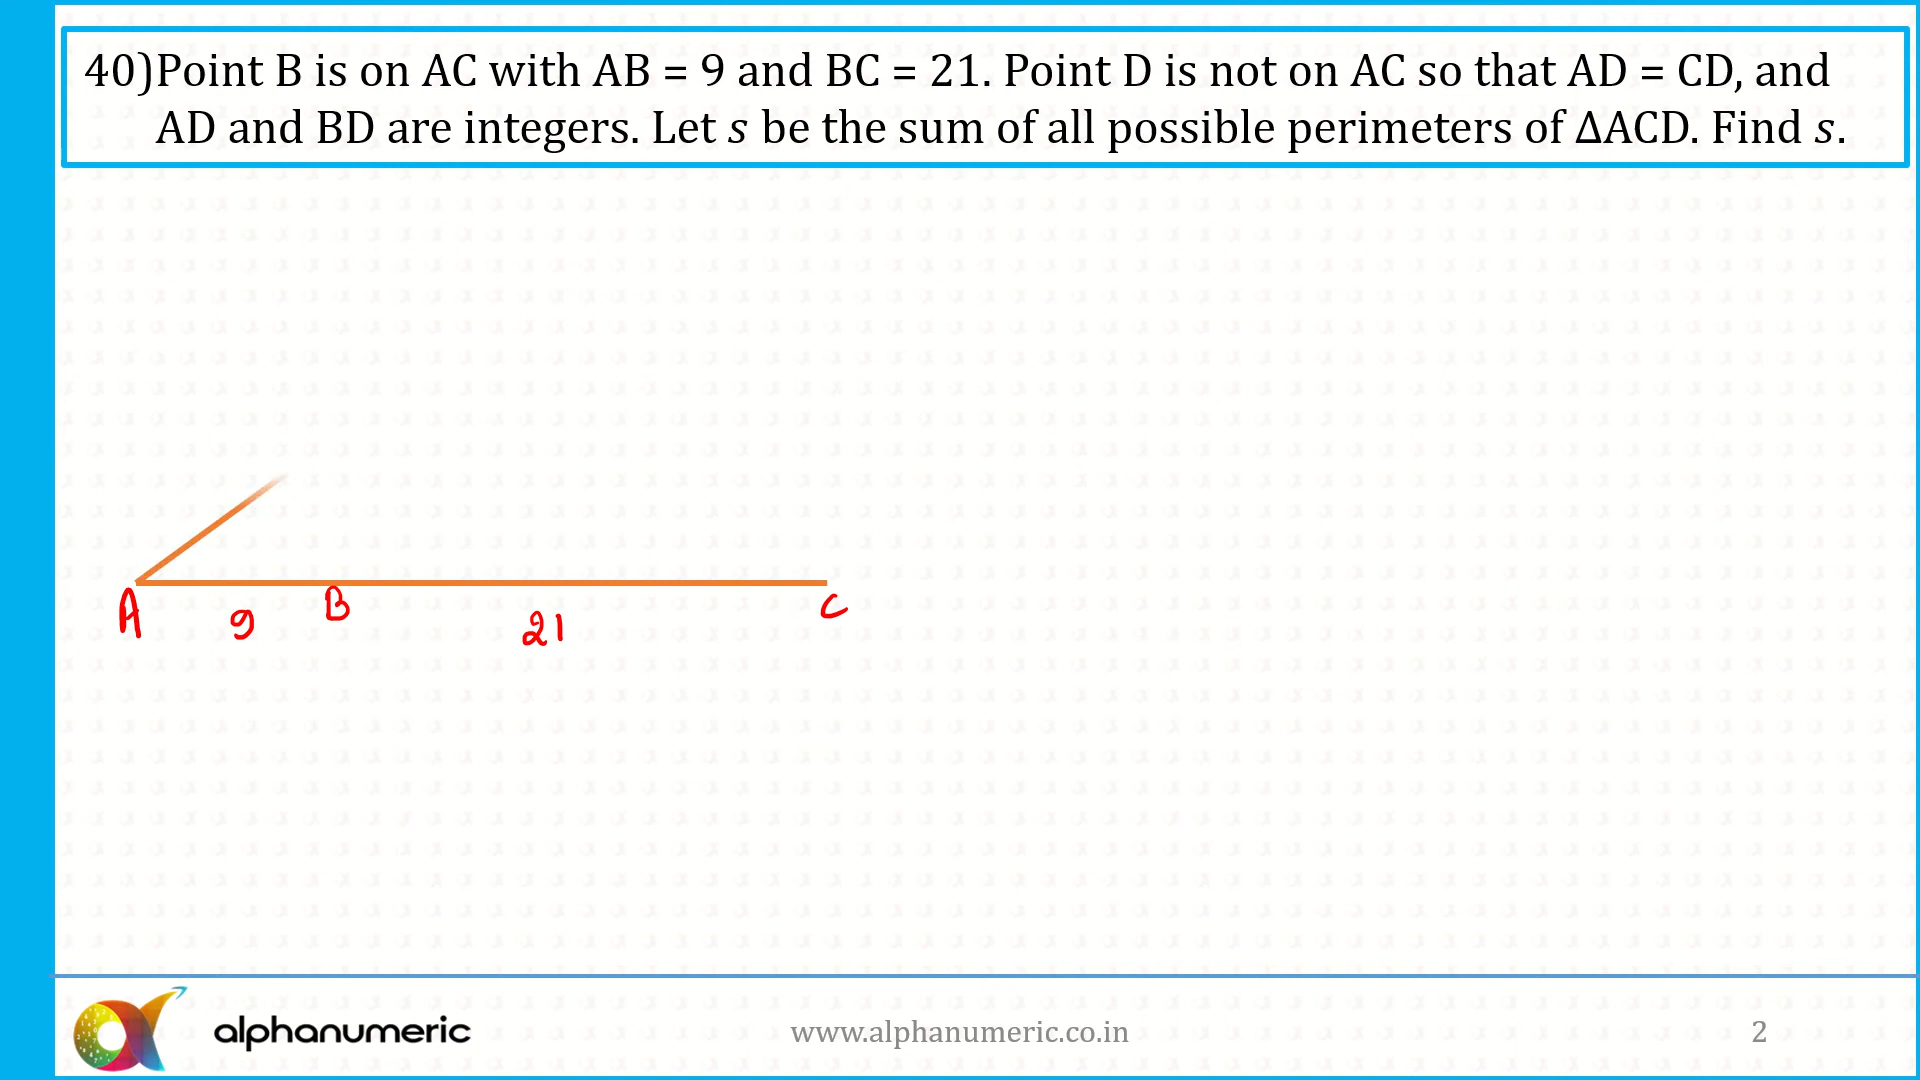 40)Point B is on AC with AB = 9 and BC = 21. Point D is not on AC so that AD = CD, and
AD and BD are integers. Let s be the sum of all possible perimeters of ΔACD. Find s.
A 9 B 21 C
alphanumeric www.alphanumeric.co.in 2